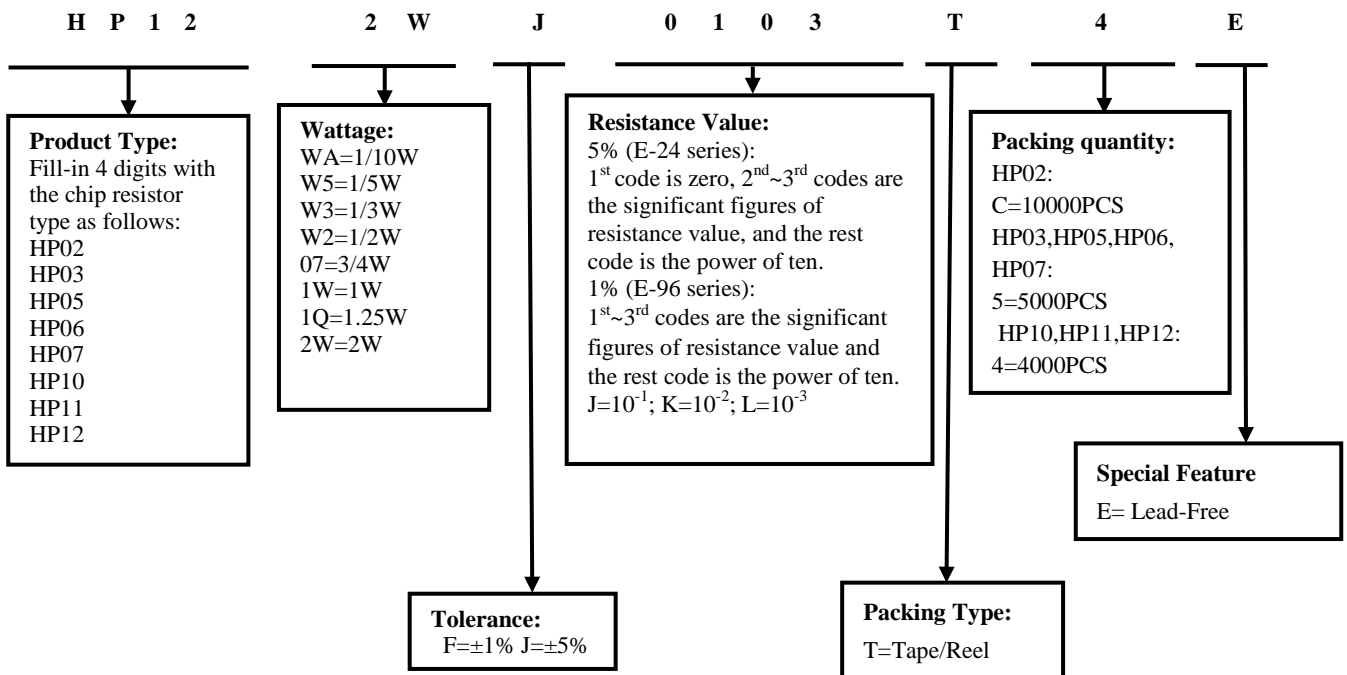 H P 1 2 2 W J 0 1 0 3 T 4 E
Product Type:
Fill-in 4 digits with
the chip resistor
type as follows:
HP02
HP03
HP05
HP06
HP07
HP10
HP11
HP12
Wattage:
WA=1/10W
W5=1/5W
W3=1/3W
W2=1/2W
07=3/4W
1W=1W
1Q=1.25W
2W=2W
Resistance Value:
5% (E-24 series):
1st code is zero, 2nd~3rd codes are
the significant figures of
resistance value, and the rest
code is the power of ten.
1% (E-96 series):
1st~3rd codes are the significant
figures of resistance value and
the rest code is the power of ten.
J=10-1; K=10-2; L=10-3
Packing quantity:
HP02:
C=10000PCS
HP03,HP05,HP06,
HP07:
5=5000PCS
HP10,HP11,HP12:
4=4000PCS
Special Feature
E= Lead-Free
Tolerance:
F=±1% J=±5%
Packing Type:
T=Tape/Reel